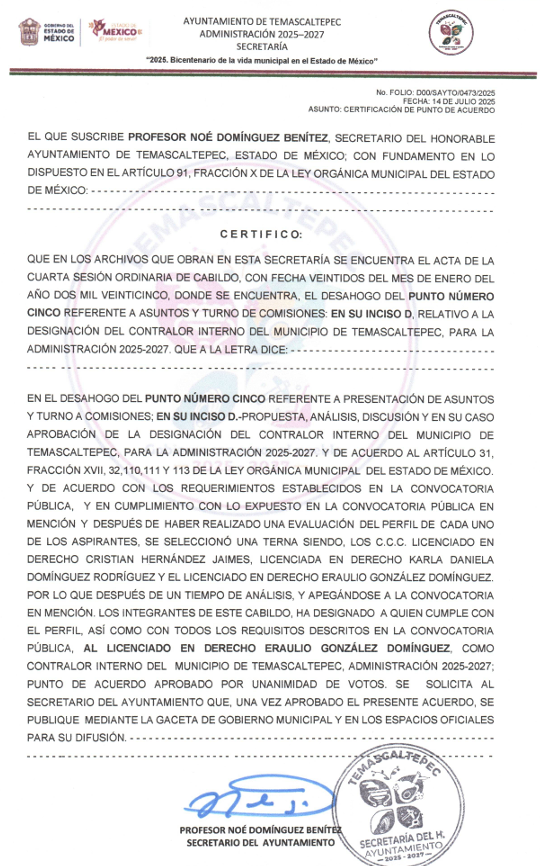 GOBIERNO DEL
ESTADO DE
MÉXICO
ESTADO DE
MÉXICO
¡El poder de servir!
AYUNTAMIENTO DE TEMASCALTEPEC
ADMINISTRACIÓN 2025–2027
SECRETARÍA
"2025. Bicentenario de la vida municipal en el Estado de México"
TEMASCALTEPEC
No. FOLIO: D00/SAYTO/0473/2025
FECHA: 14 DE JULIO 2025
ASUNTO: CERTIFICACIÓN DE PUNTO DE ACUERDO
EL QUE SUSCRIBE PROFESOR NOÉ DOMÍNGUEZ BENÍTEZ, SECRETARIO DEL HONORABLE
AYUNTAMIENTO DE TEMASCALTEPEC, ESTADO DE MÉXICO; CON FUNDAMENTO EN LO
DISPUESTO EN EL ARTÍCULO 91, FRACCIÓN X DE LA LEY ORGÁNICA MUNICIPAL DEL ESTADO
DE MÉXICO: - - - - - - - - - - - - - - - - - - - - - - - - - - - - - - - - - - - - - - - - - - - - - - - - - - - - - - - -
- - - - - - - - - - - - - - - - - - - - - - - - - - - - - - - - - - - - - - - - - - - - - - - - - - - - - - - - - - - - - - - -
C E R T I F I C O:
QUE EN LOS ARCHIVOS QUE OBRAN EN ESTA SECRETARÍA SE ENCUENTRA EL ACTA DE LA
CUARTA SESIÓN ORDINARIA DE CABILDO, CON FECHA VEINTIDOS DEL MES DE ENERO DEL
AÑO DOS MIL VEINTICINCO, DONDE SE ENCUENTRA, EL DESAHOGO DEL PUNTO NÚMERO
CINCO REFERENTE A ASUNTOS Y TURNO DE COMISIONES: EN SU INCISO D, RELATIVO A LA
DESIGNACIÓN DEL CONTRALOR INTERNO DEL MUNICIPIO DE TEMASCALTEPEC, PARA LA
ADMINISTRACIÓN 2025-2027. QUE A LA LETRA DICE:- - - - - - - - - - - - - - - - - - - - - - - - - - - -
- - - - - - - - - - - - - - - - - - - - - - - - - - - - - - - - - - - - - - - - - - - - - - - - - - - - - - - - - - - - - - - -
EN EL DESAHOGO DEL PUNTO NÚMERO CINCO REFERENTE A PRESENTACIÓN DE ASUNTOS
Y TURNO A COMISIONES; EN SU INCISO D.-PROPUESTA, ANÁLISIS, DISCUSIÓN Y EN SU CASO
APROBACIÓN DE LA DESIGNACIÓN DEL CONTRALOR INTERNO DEL MUNICIPIO DE
TEMASCALTEPEC, PARA LA ADMINISTRACIÓN 2025-2027. Y DE ACUERDO AL ARTÍCULO 31,
FRACCIÓN XVII, 32,110,111 Y 113 DE LA LEY ORGÁNICA MUNICIPAL DEL ESTADO DE MÉXICO.
Y DE ACUERDO CON LOS REQUERIMIENTOS ESTABLECIDOS EN LA CONVOCATORIA
PÚBLICA, Y EN CUMPLIMIENTO CON LO EXPUESTO EN LA CONVOCATORIA PÚBLICA EN
MENCIÓN Y DESPUÉS DE HABER REALIZADO UNA EVALUACIÓN DEL PERFIL DE CADA UNO
DE LOS ASPIRANTES, SE SELECCIONÓ UNA TERNA SIENDO, LOS C.C.C. LICENCIADO EN
DERECHO CRISTIAN HERNÁNDEZ JAIMES, LICENCIADA EN DERECHO KARLA DANIELA
DOMÍNGUEZ RODRÍGUEZ Y EL LICENCIADO EN DERECHO ERAULIO GONZÁLEZ DOMÍNGUEZ.
POR LO QUE DESPUÉS DE UN TIEMPO DE ANÁLISIS, Y APEGÁNDOSE A LA CONVOCATORIA
EN MENCIÓN. LOS INTEGRANTES DE ESTE CABILDO, HA DESIGNADO A QUIEN CUMPLE CON
EL PERFIL, ASÍ COMO CON TODOS LOS REQUISITOS DESCRITOS EN LA CONVOCATORIA
PÚBLICA, AL LICENCIADO EN DERECHO ERAULIO GONZÁLEZ DOMÍNGUEZ, COMO
CONTRALOR INTERNO DEL MUNICIPIO DE TEMASCALTEPEC, ADMINISTRACIÓN 2025-2027;
PUNTO DE ACUERDO APROBADO POR UNANIMIDAD DE VOTOS. SE SOLICITA AL
SECRETARIO DEL AYUNTAMIENTO QUE, UNA VEZ APROBADO EL PRESENTE ACUERDO, SE
PUBLIQUE MEDIANTE LA GACETA DE GOBIERNO MUNICIPAL Y EN LOS ESPACIOS OFICIALES
PARA SU DIFUSIÓN. - - - - - - - - - - - - - - - - - - - - - - - - - - - - - - - - - - - - - - - - - - - - - - - - - -
- - - - - - - - - - - - - - - - - - - - - - - - - - - - - - - - - - - - - - - - - - - - - - - - - - - - - - - - - - - - - - - -
PROFESOR NOÉ DOMÍNGUEZ BENÍTEZ
SECRETARIO DEL AYUNTAMIENTO
TEMASCALTEPEC
SECRETARÍA DEL H.
AYUNTAMIENTO
2025 - 2027